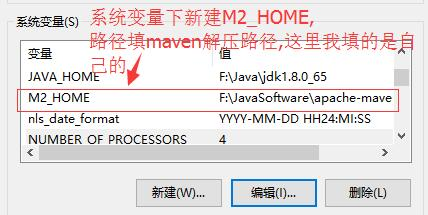 系统变量下新建M2_HOME,
系统变量(S)
路径填maven解压路径,这里我填的是自
己的
变量 值
JAVA_HOME F:\Java\jdk1.8.0_65
M2_HOME F:\JavaSoftware\apache-mave
nls_date_format YYYY-MM-DD HH24:MI:SS
NUMBER OF PROCESSORS 4
新建(W)... 编辑(I)... 删除(L)